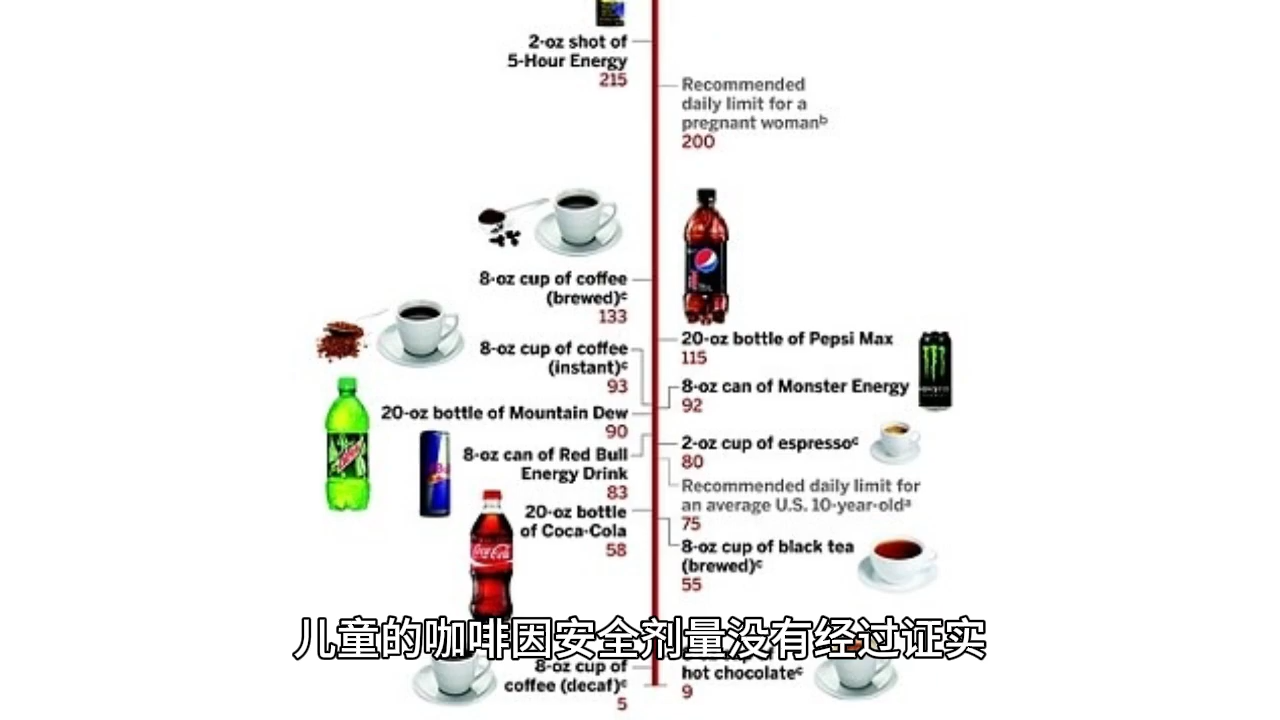 2-oz shot of
5-Hour Energy
215
Recommended
daily limit for a
pregnant womanᵇ
200
8-oz cup of coffee
(brewed)ᶜ
133
20-oz bottle of Pepsi Max
115
8-oz cup of coffee
(instant)ᶜ
93
8-oz can of Monster Energy
92
20-oz bottle of Mountain Dew
90
2-oz cup of espressoᶜ
80
8-oz can of Red Bull
Energy Drink
83
Recommended daily limit for
an average U.S. 10-year-oldᵃ
75
20-oz bottle
of Coca-Cola
58
8-oz cup of black tea
(brewed)ᶜ
55
儿童的咖啡因安全剂量没有经过证实
8-oz cup of
coffee (decaf)ᶜ
5
hot chocolateᶜ
9